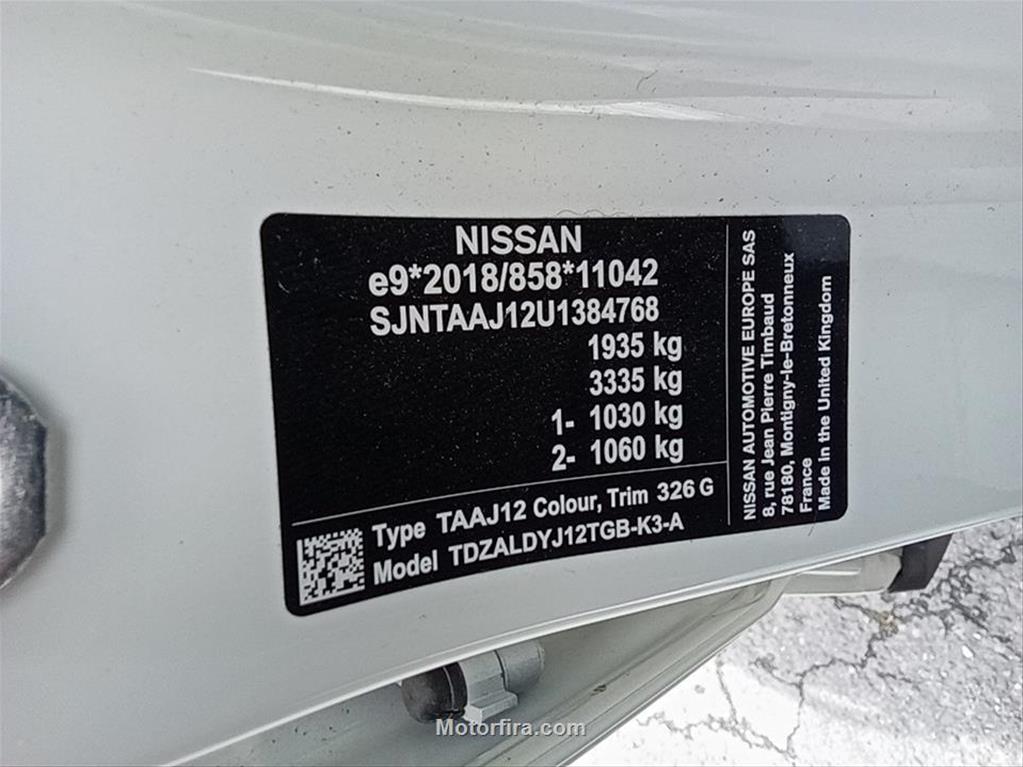 NISSAN
e9*2018/858*11042
SJNTAAJ12U1384768
1935 kg
3335 kg
1- 1030 kg
2- 1060 kg
Type TAAJ12 Colour, Trim 326 G
Model TDZALDYJ12TGB-K3-A
NISSAN AUTOMOTIVE EUROPE SAS
8, rue Jean Pierre Timbaud
78180, Montigny-le-Bretonneux
France
Made in the United Kingdom
Motorfira.com